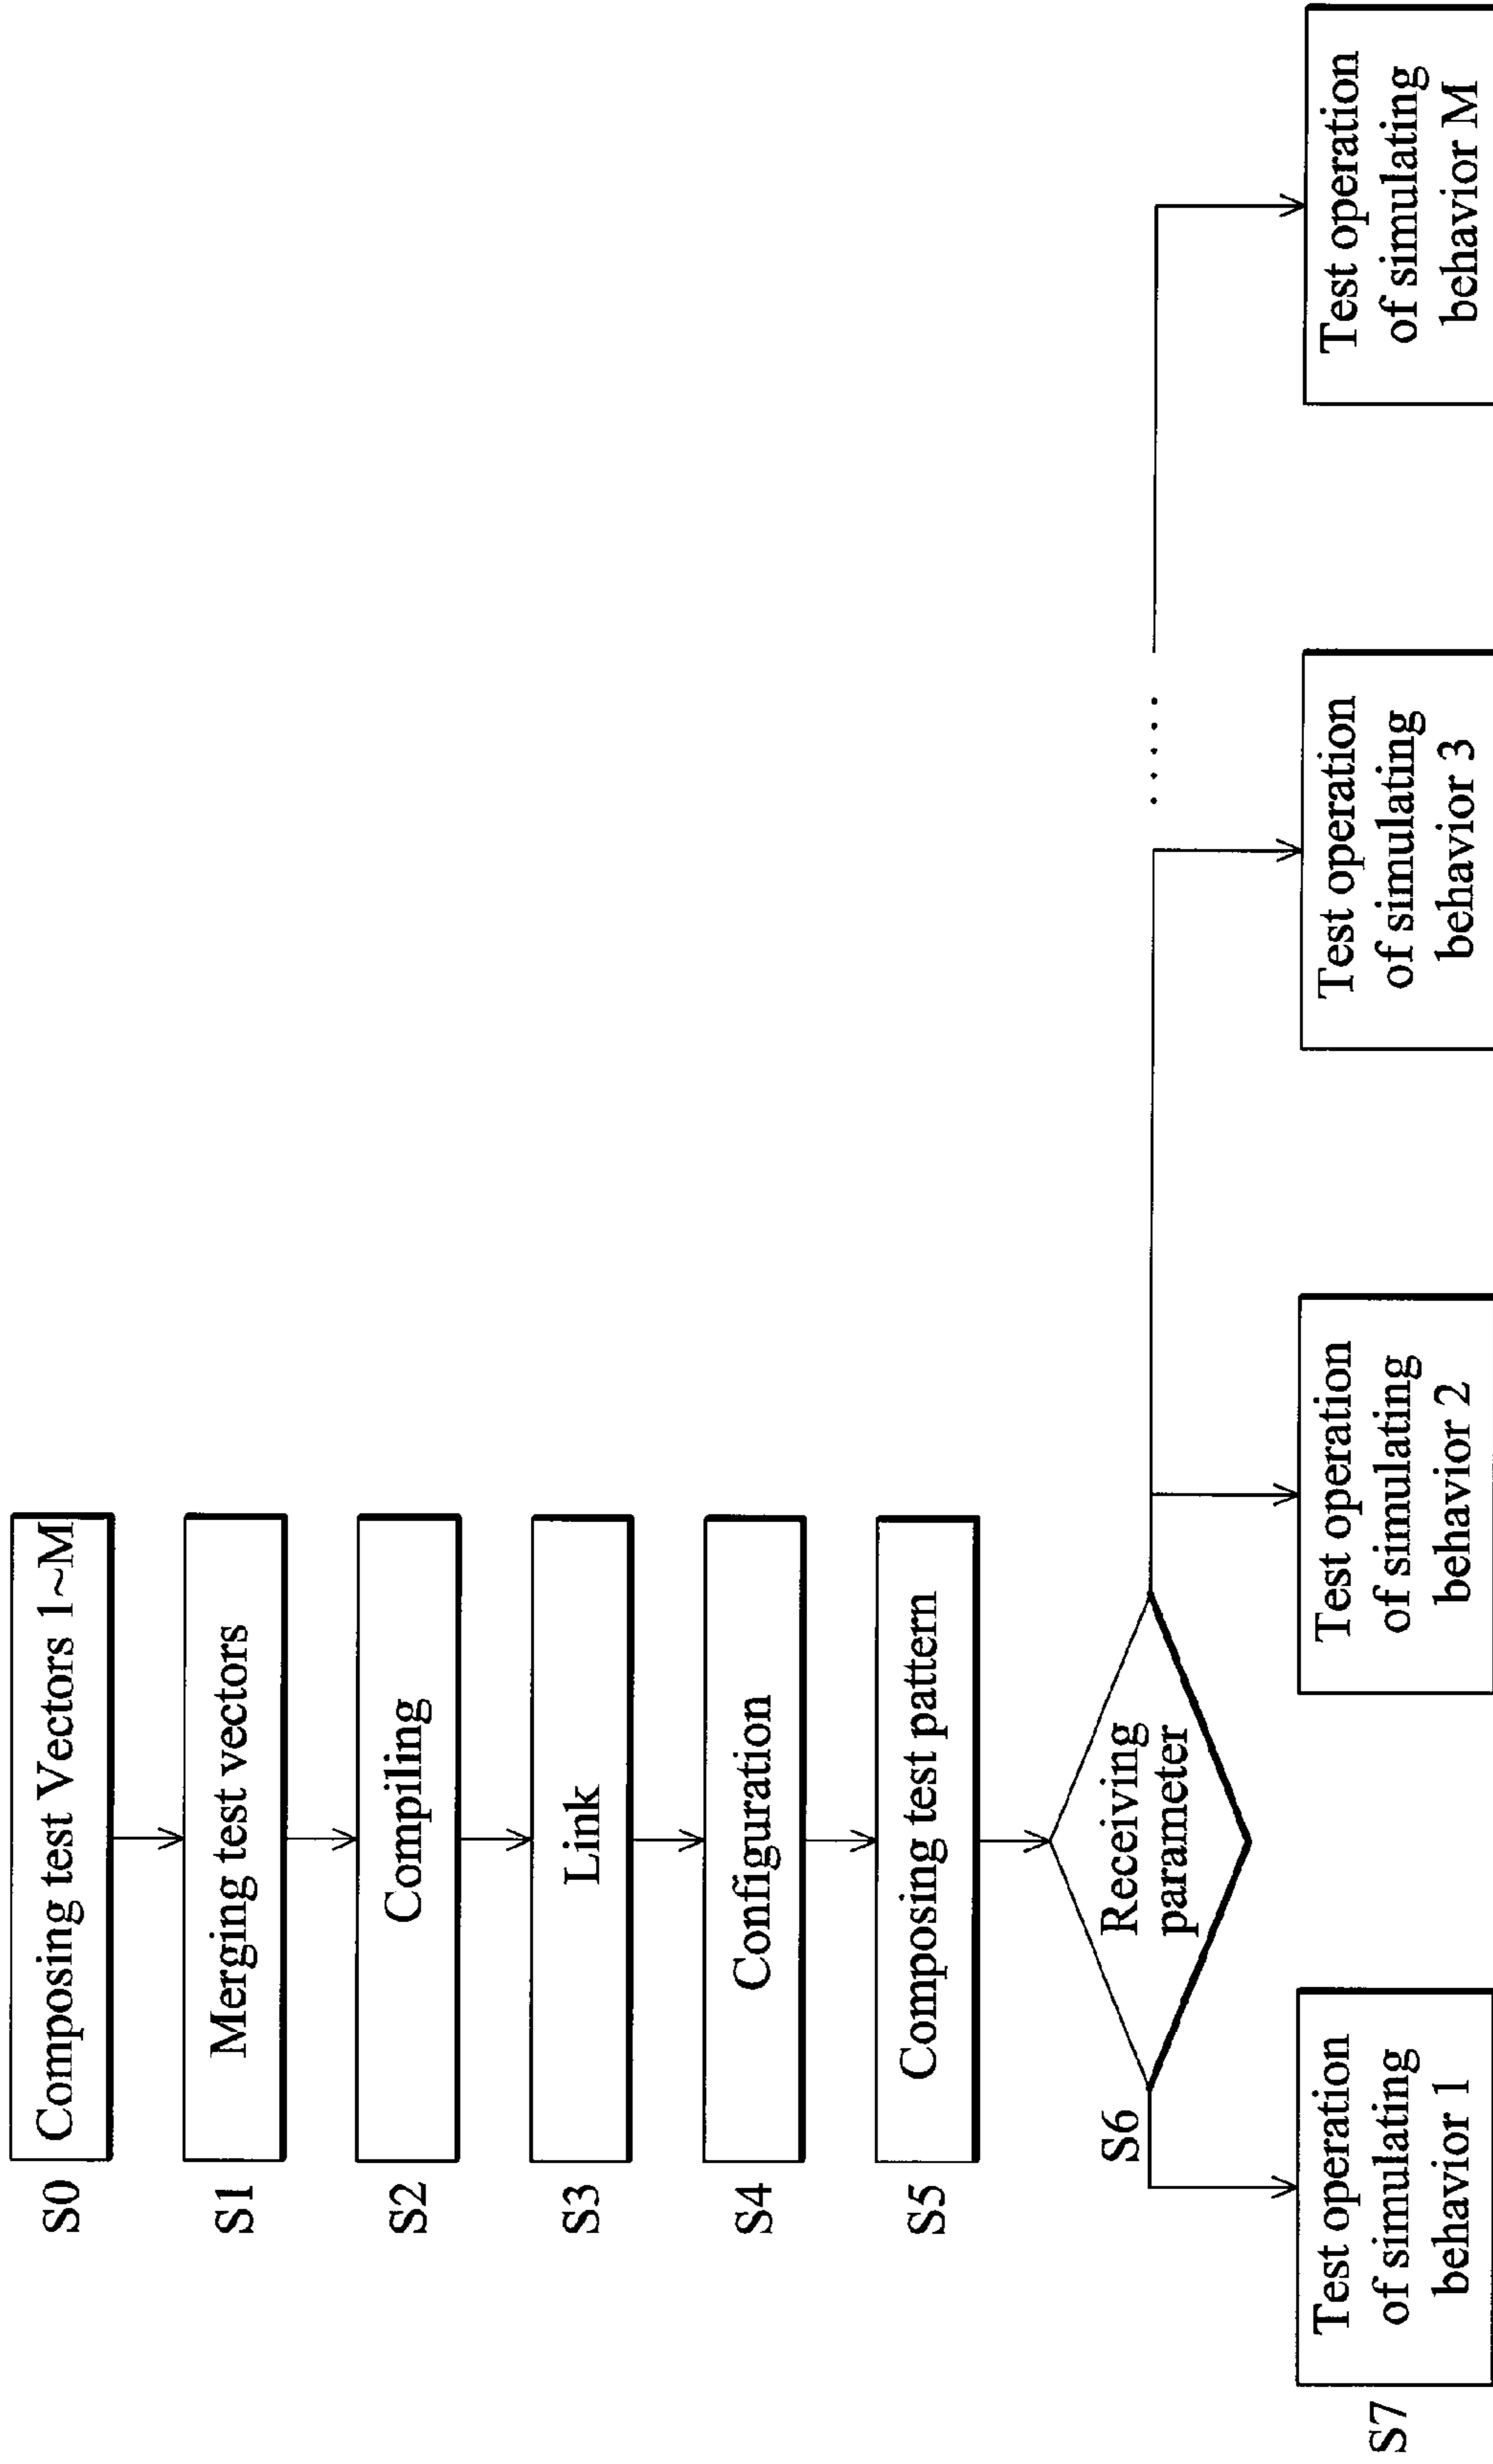 S0
Composing test Vectors 1~M
S1
Merging test vectors
S2
Compiling
S3
Link
S4
Configuration
S5
Composing test pattern
S6
Receiving
parameter
S7
Test operation
of simulating
behavior 1
Test operation
of simulating
behavior 2
Test operation
of simulating
behavior 3
.....
Test operation
of simulating
behavior M